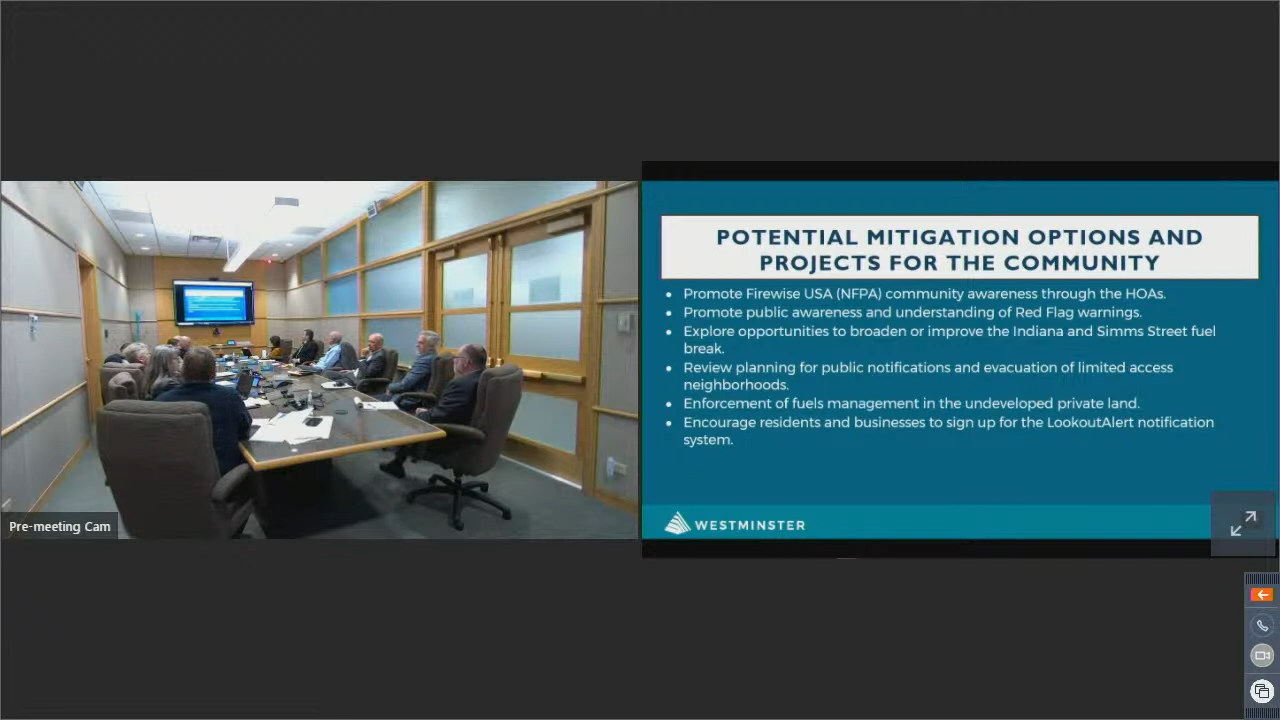 POTENTIAL MITIGATION OPTIONS AND
PROJECTS FOR THE COMMUNITY
• Promote Firewise USA (NFPA) community awareness through the HOAs.
• Promote public awareness and understanding of Red Flag warnings.
• Explore opportunities to broaden or improve the Indiana and Simms Street fuel
break.
• Review planning for public notifications and evacuation of limited access
neighborhoods.
• Enforcement of fuels management in the undeveloped private land.
• Encourage residents and businesses to sign up for the LookoutAlert notification
system.
WESTMINSTER
Pre-meeting Cam